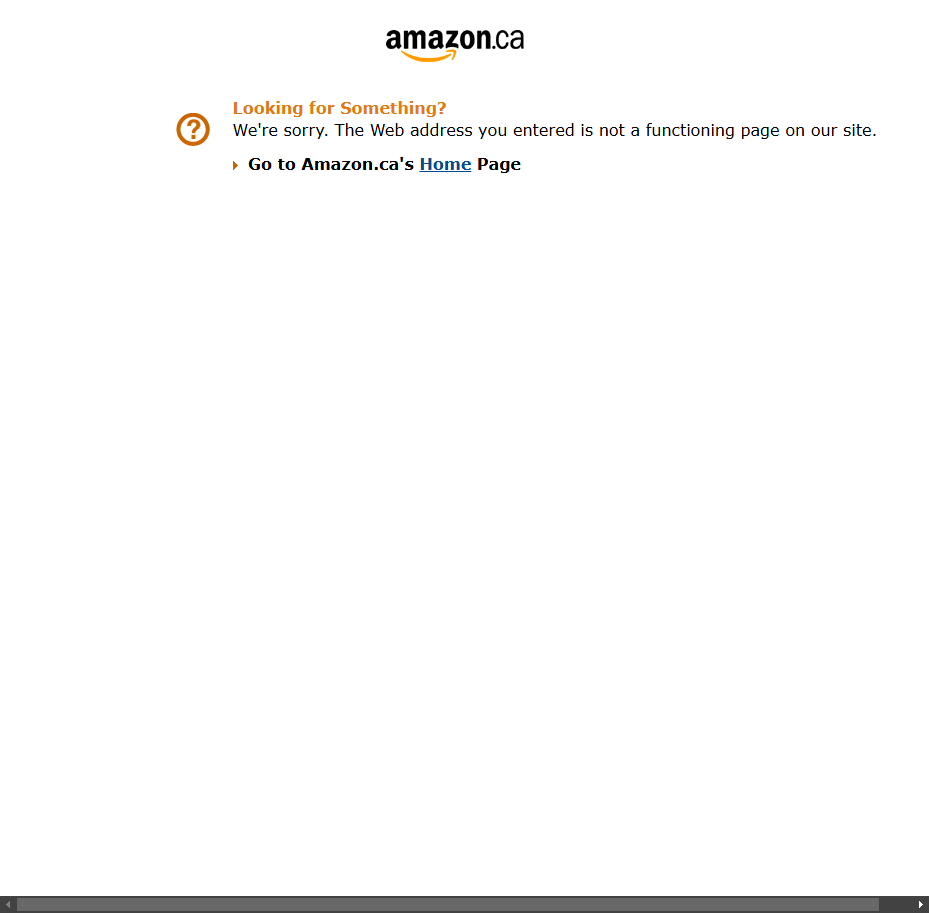 amazon.ca
Looking for Something?
We're sorry. The Web address you entered is not a functioning page on our site.
Go to Amazon.ca's Home Page